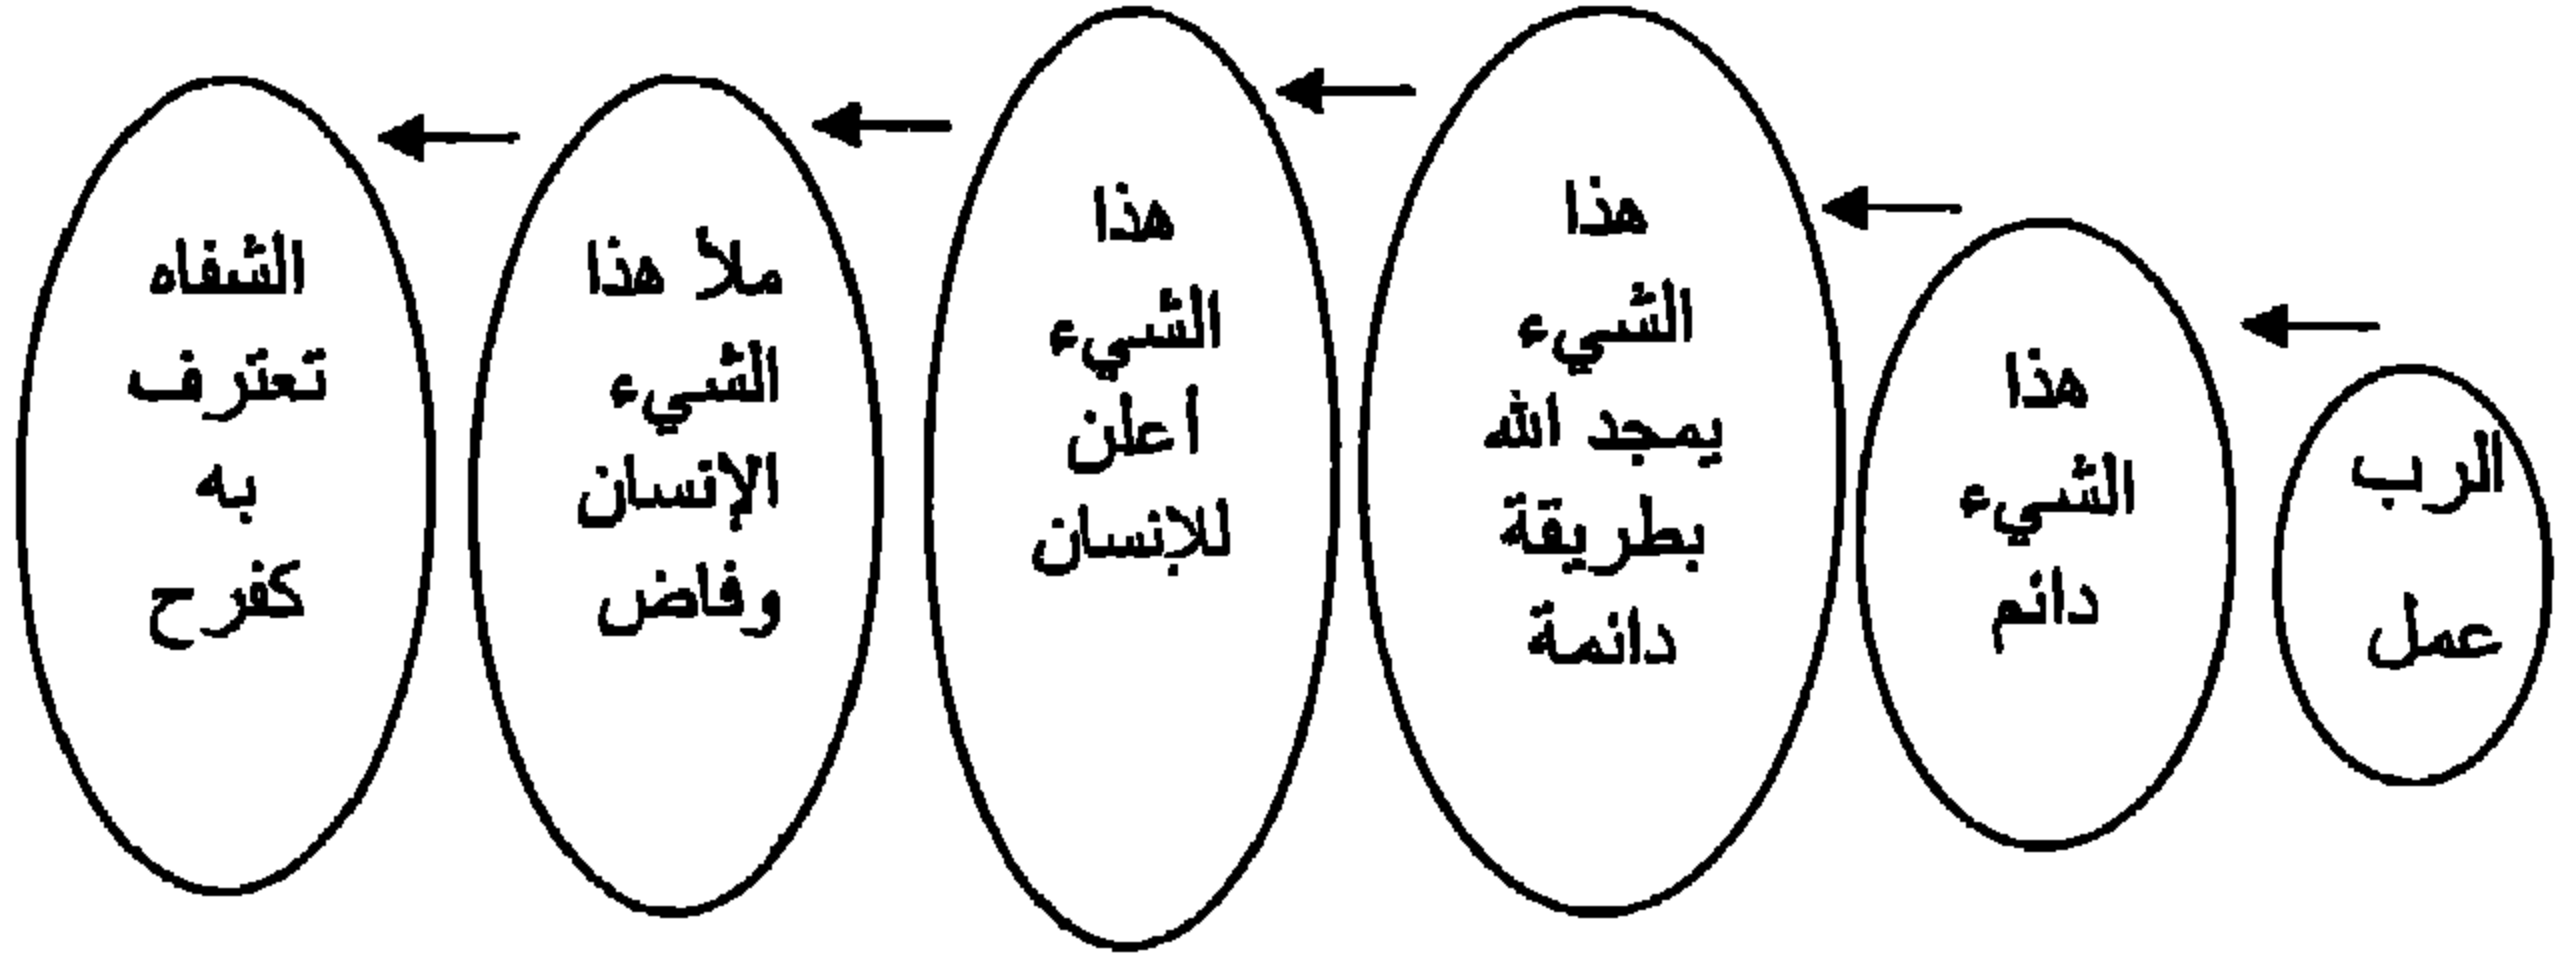 الرب
عمل
هذا
الشيء
دائم
هذا
الشيء
يمجد الله
بطريقة
دائمة
هذا
الشيء
أعلن
للإنسان
ملأ هذا
الشيء
الإنسان
وفاض
الشفاه
تعترف
به
كفرح